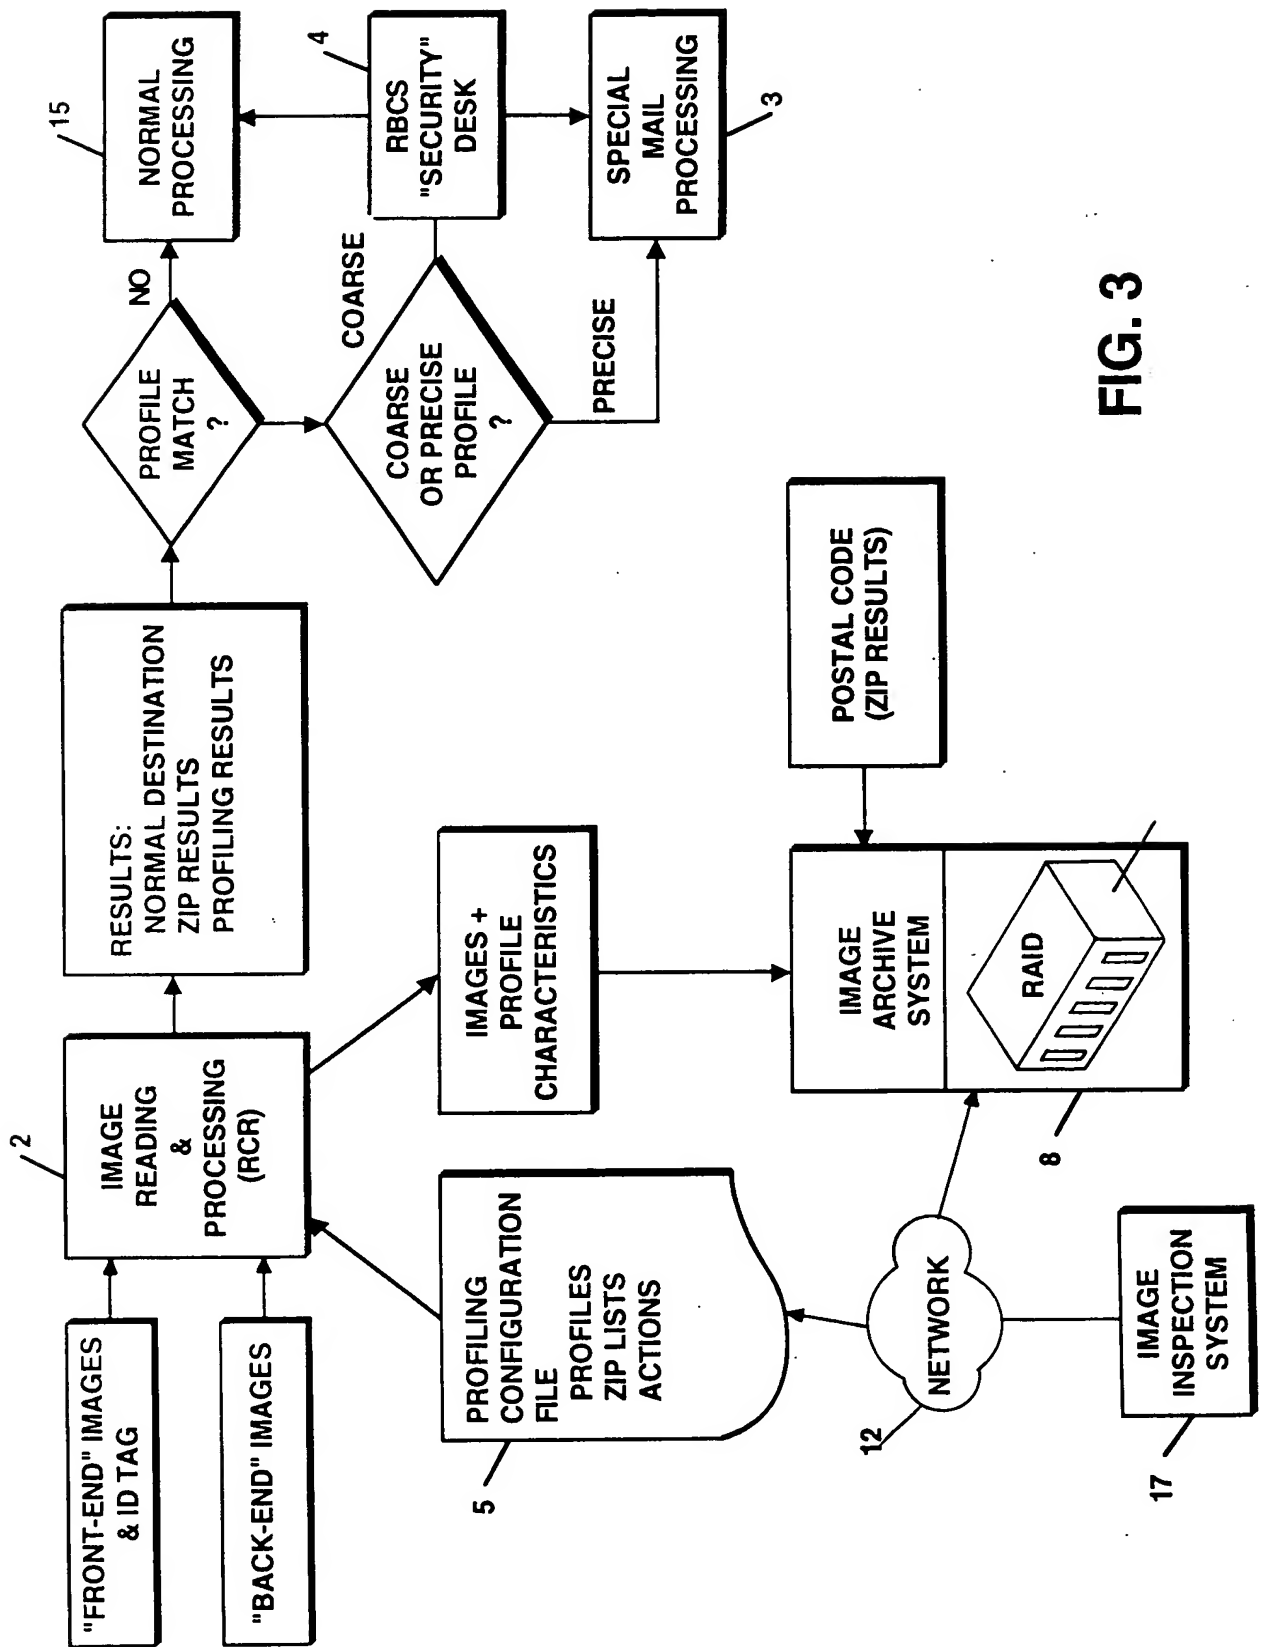 "FRONT-END" IMAGES
& ID TAG
"BACK-END" IMAGES
2
IMAGE
READING
&
PROCESSING
(RCR)
RESULTS:
NORMAL DESTINATION
ZIP RESULTS
PROFILING RESULTS
PROFILE
MATCH
?
NO
15
NORMAL
PROCESSING
COARSE
OR PRECISE
PROFILE
?
COARSE
PRECISE
4
RBCS
"SECURITY"
DESK
SPECIAL
MAIL
PROCESSING
3
PROFILING
CONFIGURATION
FILE PROFILES
ZIP LISTS
ACTIONS
5
IMAGES +
PROFILE
CHARACTERISTICS
IMAGE
ARCHIVE
SYSTEM
RAID
8
POSTAL CODE
(ZIP RESULTS)
NETWORK
12
IMAGE
INSPECTION
SYSTEM
17
FIG. 3